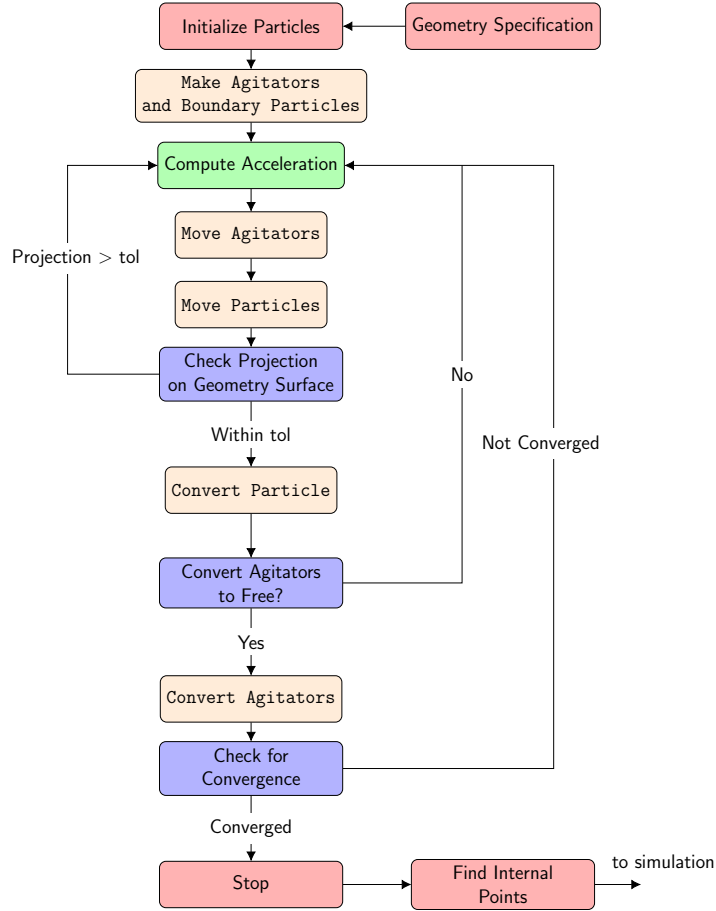 Initialize Particles
Geometry Specification
Make Agitators
and Boundary Particles
Compute Acceleration
Move Agitators
Projection > tol
Move Particles
Check Projection
on Geometry Surface
No
Within tol
Not Converged
Convert Particle
Convert Agitators
to Free?
Yes
Convert Agitators
Check for
Convergence
Converged
Stop
Find Internal
Points
to simulation